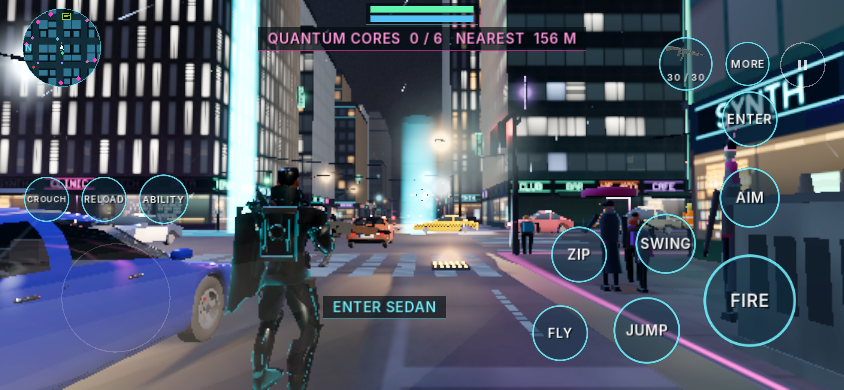 QUANTUM CORES 0 / 6 . NEAREST 156 M
30 / 30
MORE
SYNTH
ENTER
CLUB
BAR
CAFE
CROUCH
RELOAD
ABILITY
AIM
ZIP
SWING
ENTER SEDAN
FIRE
FLY
JUMP